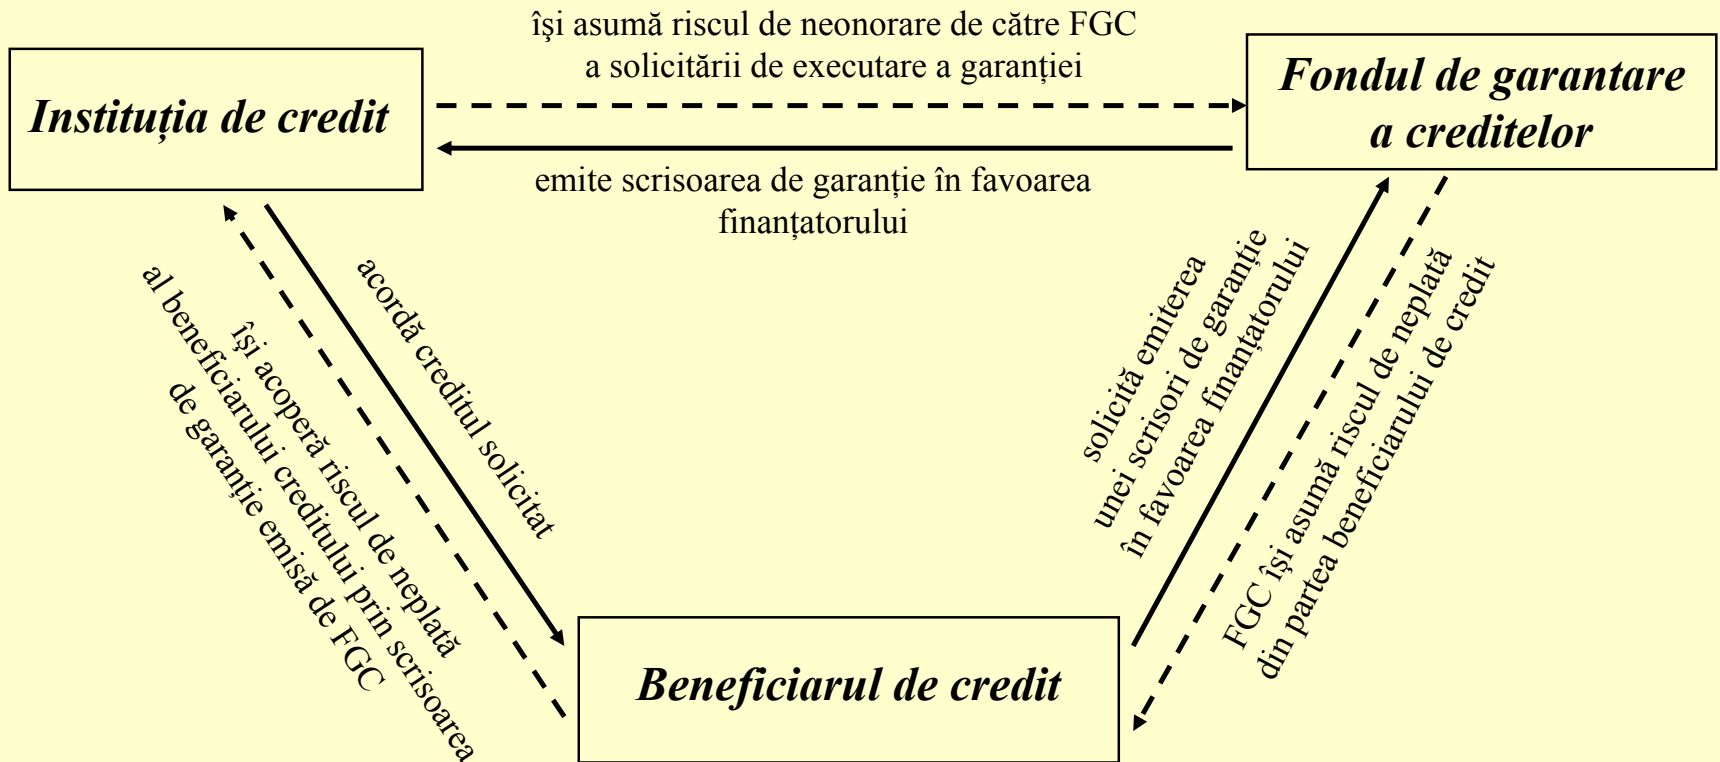 îşi asumă riscul de neonorare de către FGC
a solicitării de executare a garanţiei
Instituţia de credit
Fondul de garantare
a creditelor
emite scrisoarea de garanţie în favoarea
finanţatorului
acordă creditul solicitat
îşi acoperă riscul de neplată
al beneficiarului creditului prin scrisoarea
de garanţie emisă de FGC
solicită emiterea
unei scrisori de garanţie
în favoarea finanţatorului
FGC îşi asumă riscul de neplată
din partea beneficiarului de credit
Beneficiarul de credit